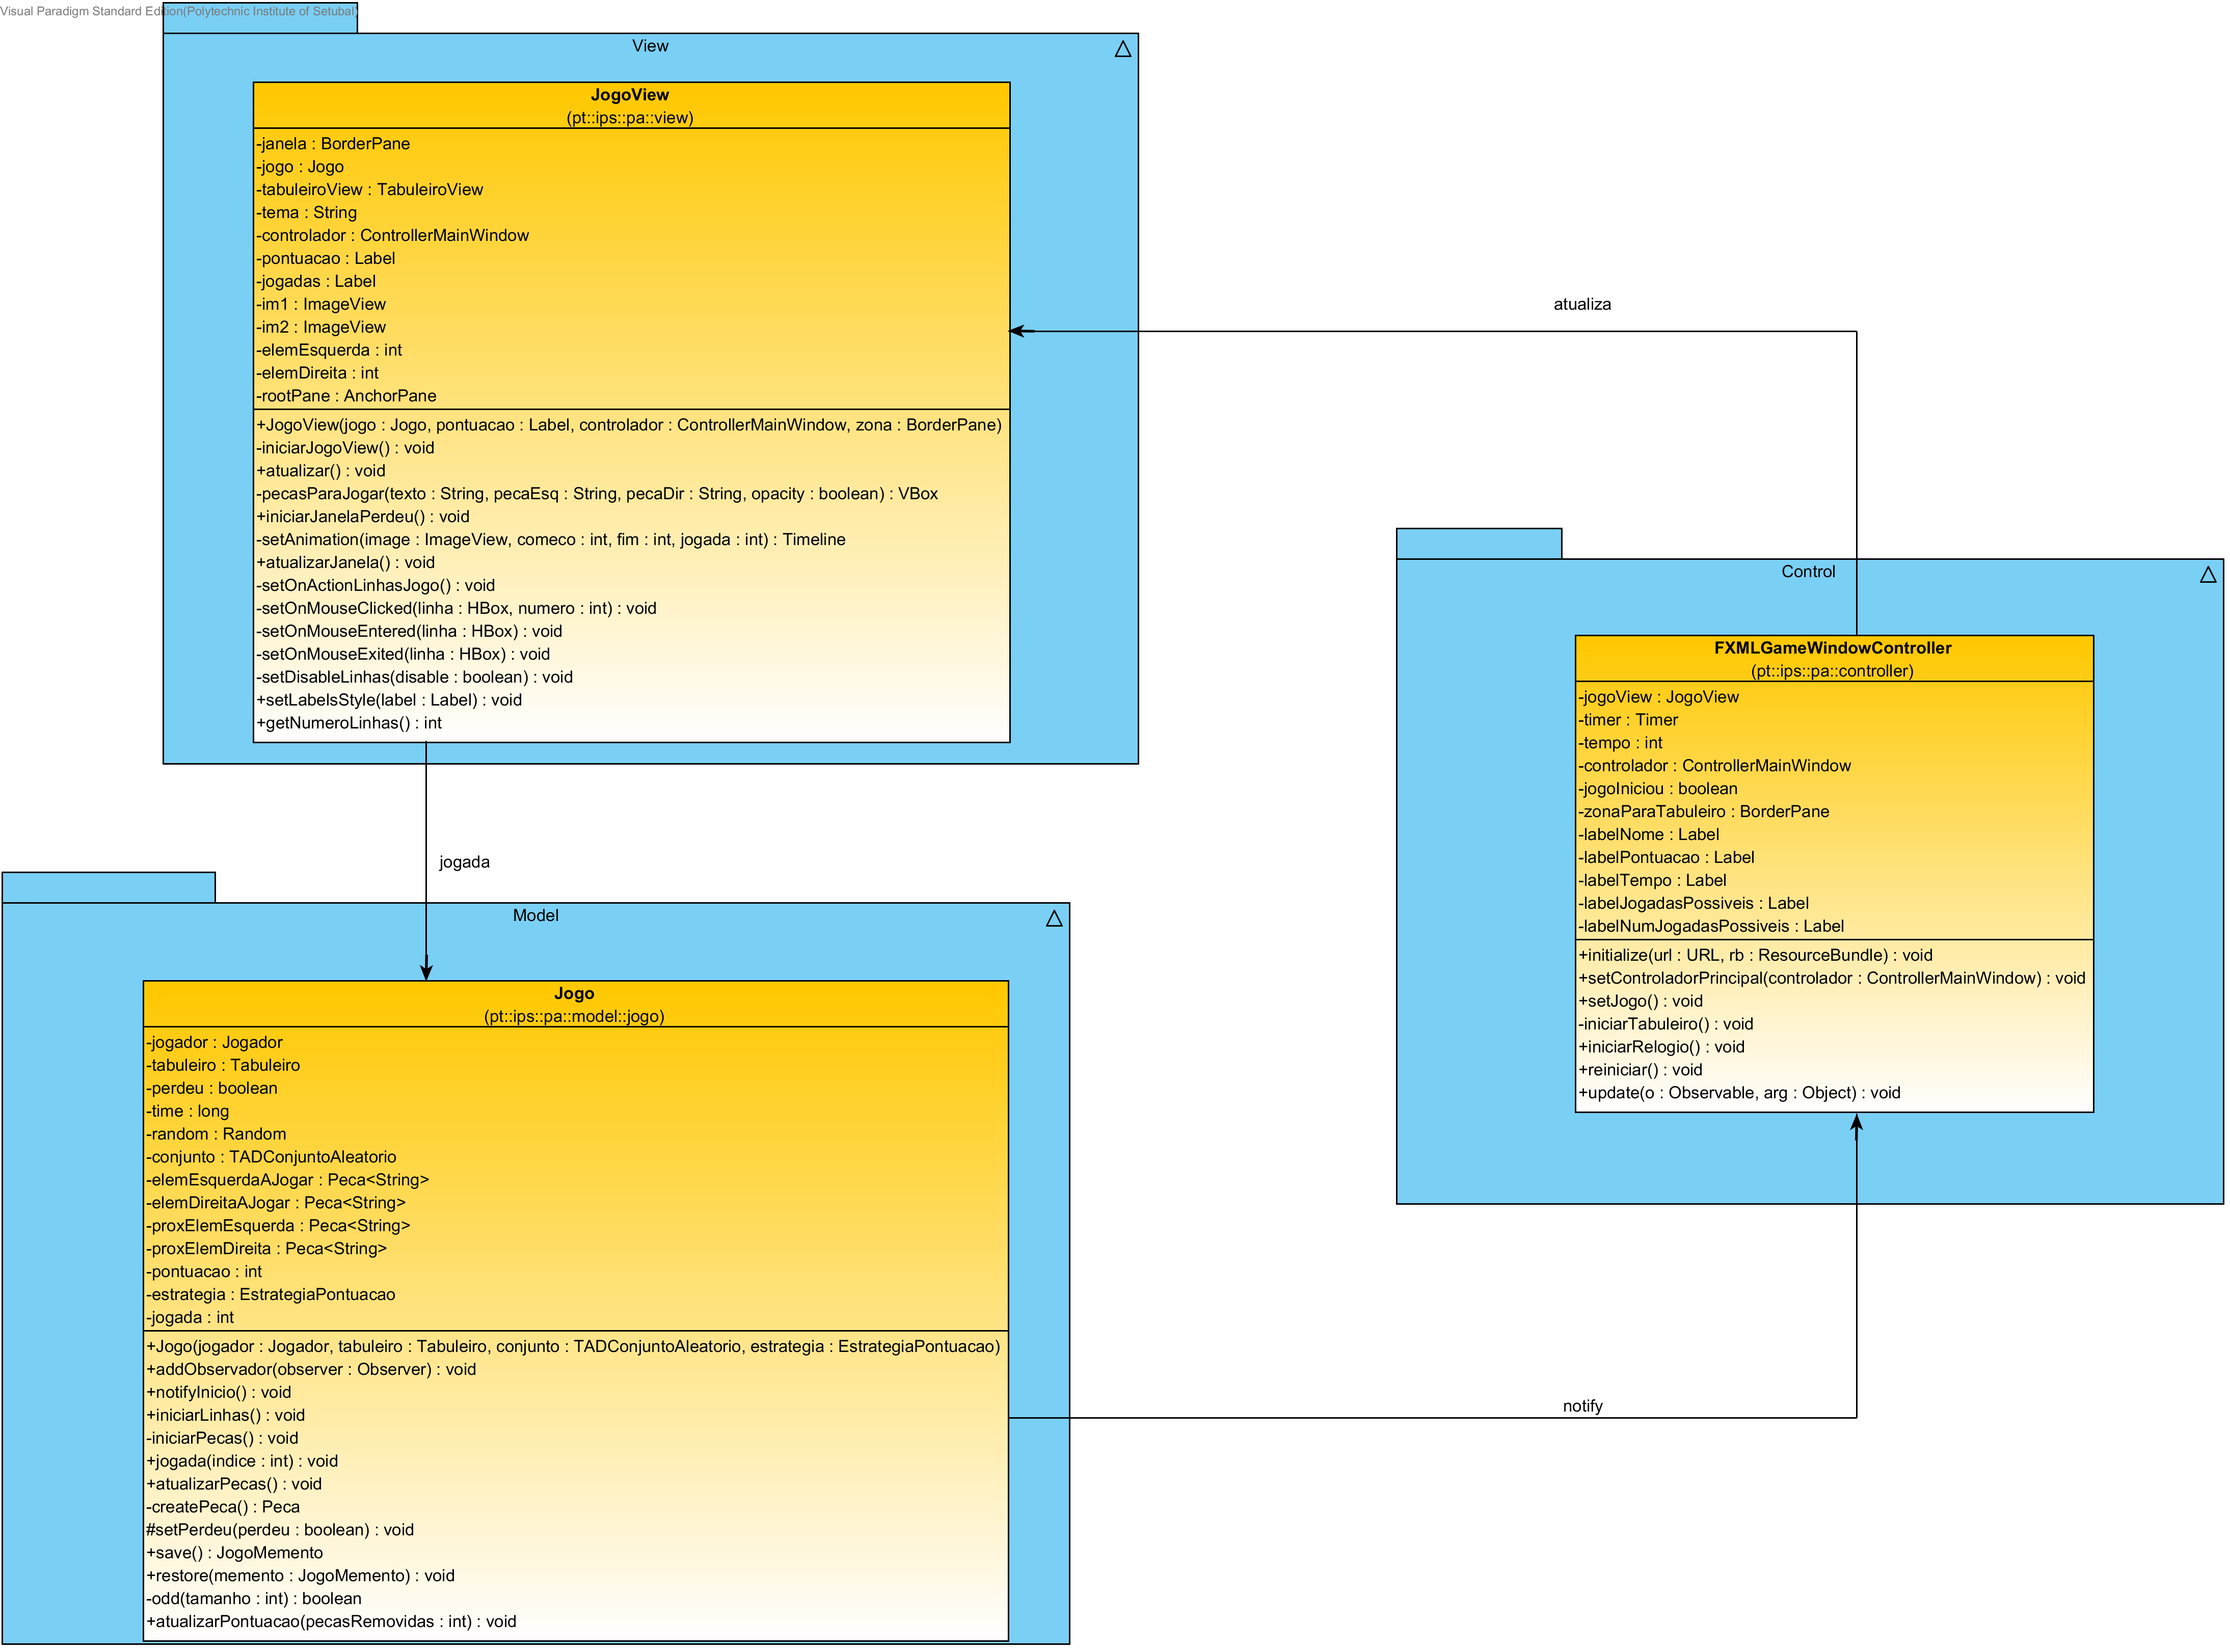 Visual Paradigm Standard Edition(Polytechnic Institute of Setubal)
View
JogoView
(pt::ips::pa::view)
-janela : BorderPane
-jogo : Jogo
-tabuleiroView : TabuleiroView
-tema : String
-controlador : ControllerMainWindow
-pontuacao : Label
-jogadas : Label
-im1 : ImageView
-im2 : ImageView
-elemEsquerda : int
-elemDireita : int
-rootPane : AnchorPane
+JogoView(jogo : Jogo, pontuacao : Label, controlador : ControllerMainWindow, zona : BorderPane)
-iniciarJogoView() : void
+atualizar() : void
-pecasParaJogar(texto : String, pecaEsq : String, pecaDir : String, opacity : boolean) : VBox
+iniciarJanelaPerdeu() : void
-setAnimation(image : ImageView, comeco : int, fim : int, jogada : int) : Timeline
+atualizarJanela() : void
-setOnActionLinhasJogo() : void
-setOnMouseClicked(linha : HBox, numero : int) : void
-setOnMouseEntered(linha : HBox) : void
-setOnMouseExited(linha : HBox) : void
-setDisableLinhas(disable : boolean) : void
+setLabelsStyle(label : Label) : void
+getNumeroLinhas() : int
atualiza
Control
FXMLGameWindowController
(pt::ips::pa::controller)
-jogoView : JogoView
-timer : Timer
-tempo : int
-controlador : ControllerMainWindow
-jogoIniciou : boolean
-zonaParaTabuleiro : BorderPane
-labelNome : Label
-labelPontuacao : Label
-labelTempo : Label
-labelJogadasPossiveis : Label
-labelNumJogadasPossiveis : Label
+initialize(url : URL, rb : ResourceBundle) : void
+setControladorPrincipal(controlador : ControllerMainWindow) : void
+setJogo() : void
-iniciarTabuleiro() : void
+iniciarRelogio() : void
+reiniciar() : void
+update(o : Observable, arg : Object) : void
jogada
Model
Jogo
(pt::ips::pa::model::jogo)
-jogador : Jogador
-tabuleiro : Tabuleiro
-perdeu : boolean
-time : long
-random : Random
-conjunto : TADConjuntoAleatorio
-elemEsquerdaAJogar : Peca<String>
-elemDireitaAJogar : Peca<String>
-proxElemEsquerda : Peca<String>
-proxElemDireita : Peca<String>
-pontuacao : int
-estrategia : EstrategiaPontuacao
-jogada : int
+Jogo(jogador : Jogador, tabuleiro : Tabuleiro, conjunto : TADConjuntoAleatorio, estrategia : EstrategiaPontuacao)
+addObservador(observer : Observer) : void
+notifyInicio() : void
+iniciarLinhas() : void
-iniciarPecas() : void
+jogada(indice : int) : void
+atualizarPecas() : void
-createPeca() : Peca
#setPerdeu(perdeu : boolean) : void
+save() : JogoMemento
+restore(memento : JogoMemento) : void
-odd(tamanho : int) : boolean
+atualizarPontuacao(pecasRemovidas : int) : void
notify